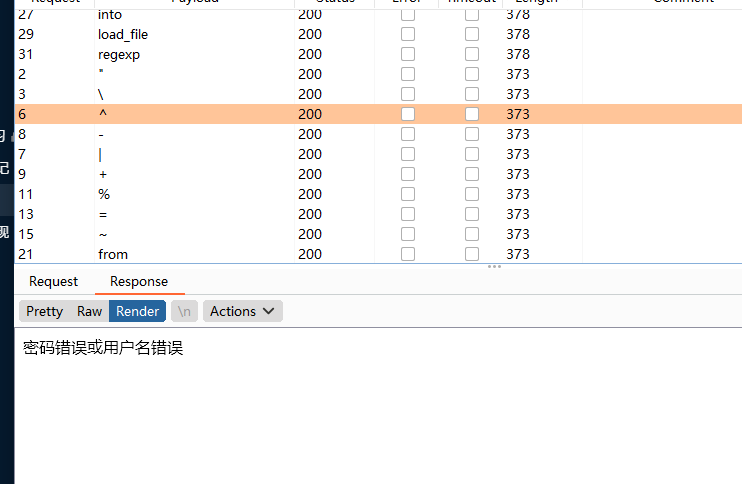 Request Payload Status Error Timeout Length Comment
27 into 200 378
29 load_file 200 378
31 regexp 200 378
2 " 200 373
3 \ 200 373
6 ^ 200 373
8 - 200 373
7 | 200 373
9 + 200 373
11 % 200 373
13 = 200 373
15 ~ 200 373
21 from 200 373
记
现
Request Response
Pretty Raw Render \n Actions
密码错误或用户名错误